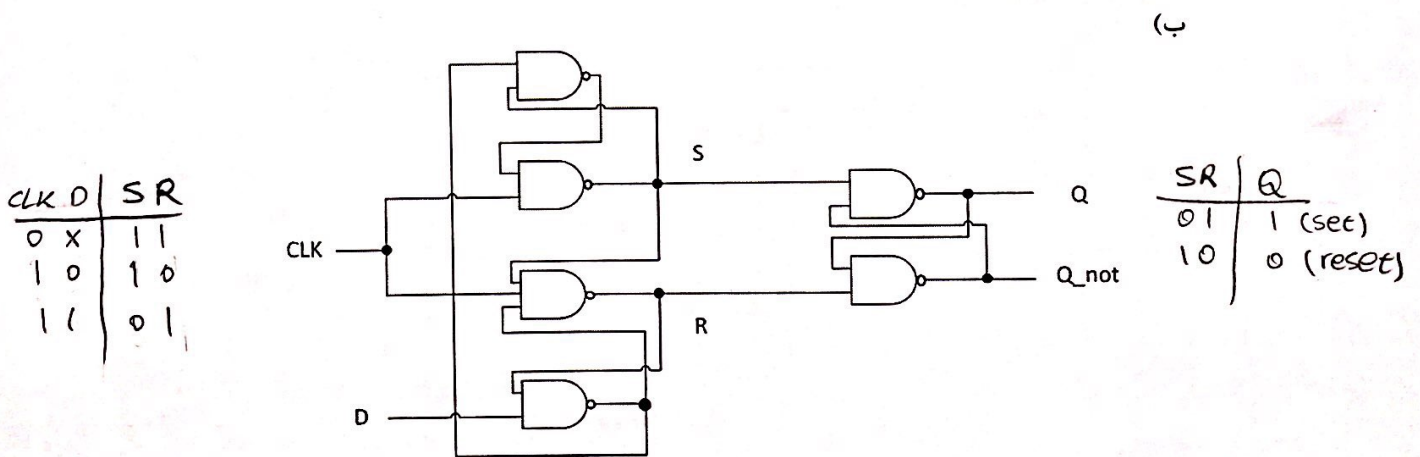 ب)
CLK D | S R
0 X | 1 1
1 0 | 1 0
1 1 | 0 1
CLK
D
S
R
Q
Q_not
SR | Q
01 | 1 (set)
10 | 0 (reset)